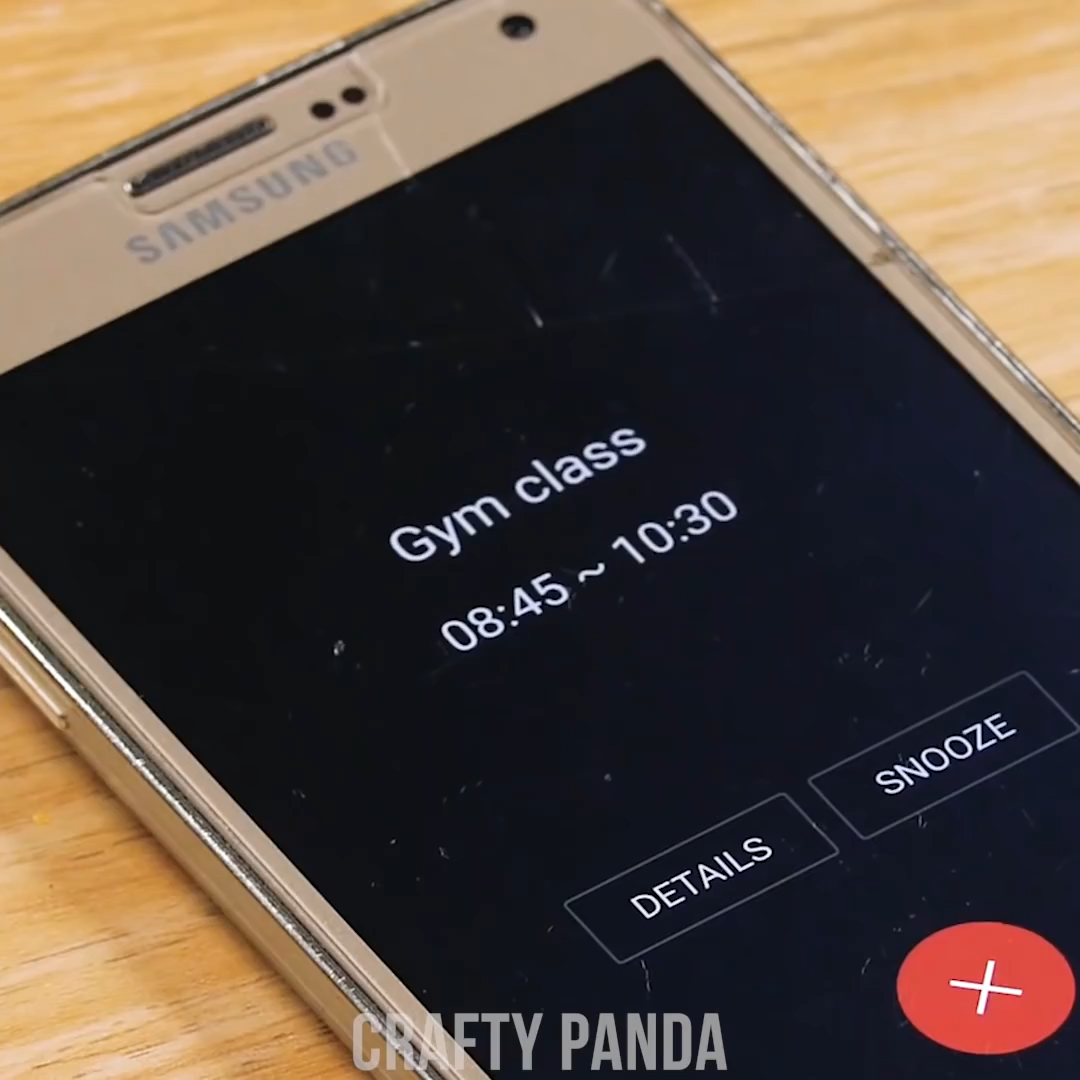 SAMSUNG
Gym class
08:45 ~ 10:30
SNOOZE
DETAILS
CRAFTY PANDA